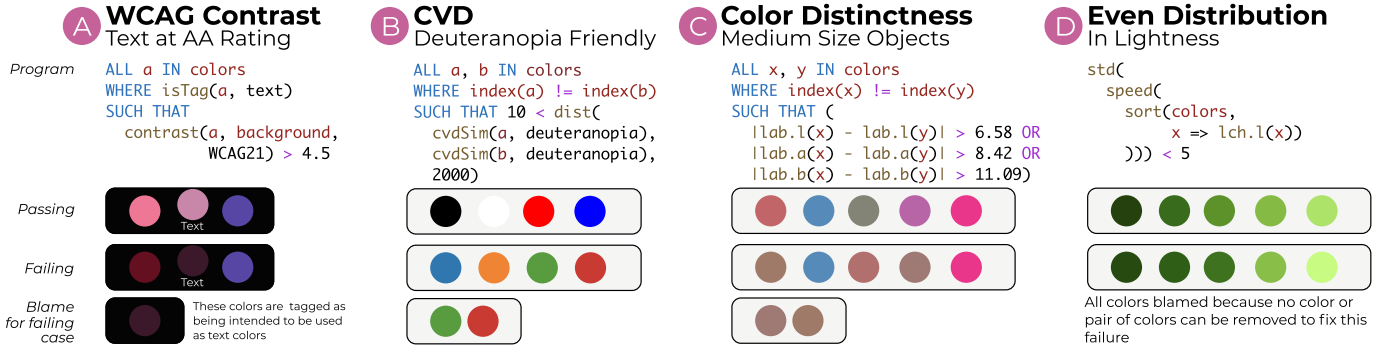 A
WCAG Contrast
Text at AA Rating
B
CVD
Deuteranopia Friendly
C
Color Distinctness
Medium Size Objects
D
Even Distribution
In Lightness
Program
ALL a IN colors
WHERE isTag(a, text)
SUCH THAT
contrast(a, background,
WCAG21) > 4.5
ALL a, b IN colors
WHERE index(a) != index(b)
SUCH THAT 10 < dist(
cvdSim(a, deuteranopia),
cvdSim(b, deuteranopia),
2000)
ALL x, y IN colors
WHERE index(x) != index(y)
SUCH THAT (
|lab.l(x) - lab.l(y)| > 6.58 OR
|lab.a(x) - lab.a(y)| > 8.42 OR
|lab.b(x) - lab.b(y)| > 11.09)
std(
speed(
sort(colors,
x => lch.l(x))
))) < 5
Passing
Text
Failing
Text
Blame
for failing
case
These colors are tagged as
being intended to be used
as text colors
All colors blamed because no color or
pair of colors can be removed to fix this
failure